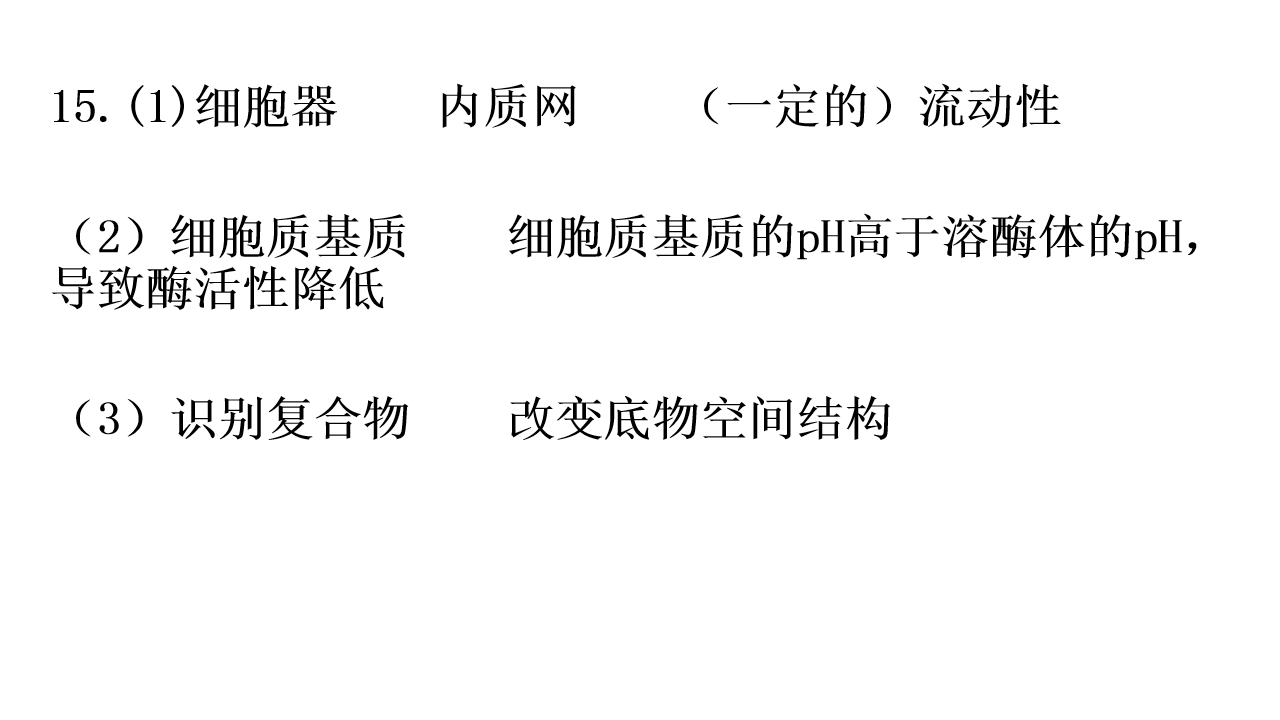 15.(1)细胞器　　内质网　　（一定的）流动性
（2）细胞质基质　　细胞质基质的pH高于溶酶体的pH，
导致酶活性降低
（3）识别复合物　　改变底物空间结构